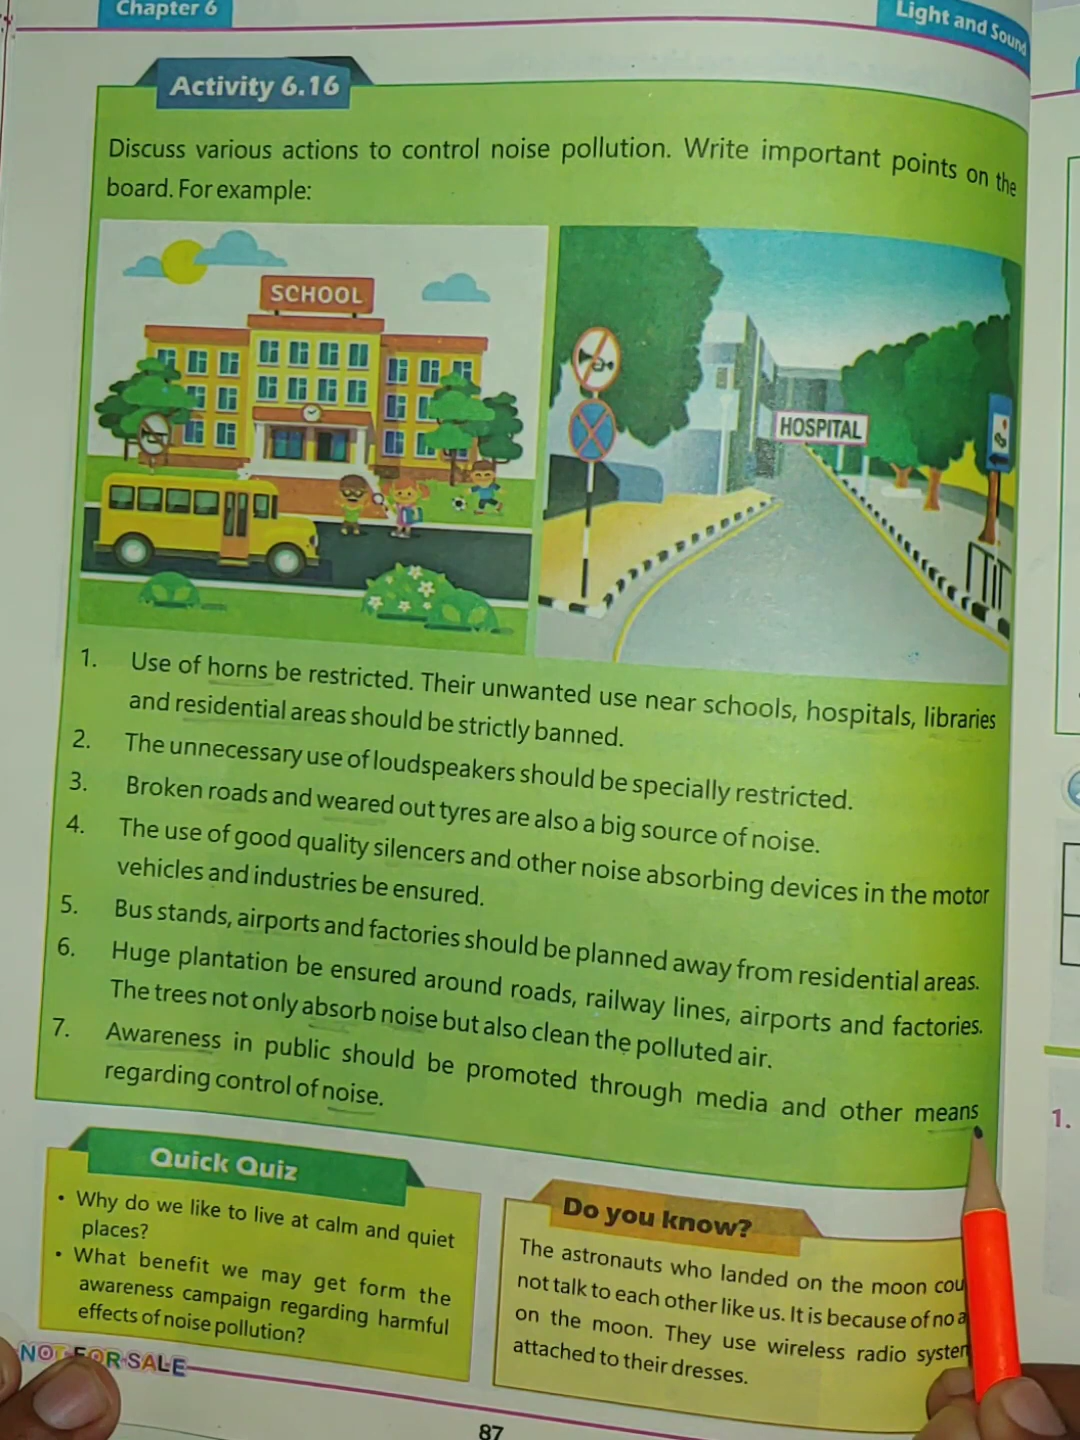 Chapter 6
Light and Sound
Activity 6.16
Discuss various actions to control noise pollution. Write important points on the
board. For example:
SCHOOL
HOSPITAL
1. Use of horns be restricted. Their unwanted use near schools, hospitals, libraries
and residential areas should be strictly banned.
2. The unnecessary use of loudspeakers should be specially restricted.
3. Broken roads and weared out tyres are also a big source of noise.
4. The use of good quality silencers and other noise absorbing devices in the motor
vehicles and industries be ensured.
5. Bus stands, airports and factories should be planned away from residential areas.
6. Huge plantation be ensured around roads, railway lines, airports and factories.
The trees not only absorb noise but also clean the polluted air.
7. Awareness in public should be promoted through media and other means
regarding control of noise.
Quick Quiz
• Why do we like to live at calm and quiet
places?
• What benefit we may get form the
awareness campaign regarding harmful
effects of noise pollution?
Do you know?
The astronauts who landed on the moon cou
not talk to each other like us. It is because of no a
on the moon. They use wireless radio system
attached to their dresses.
NOT FOR SALE
87
1.